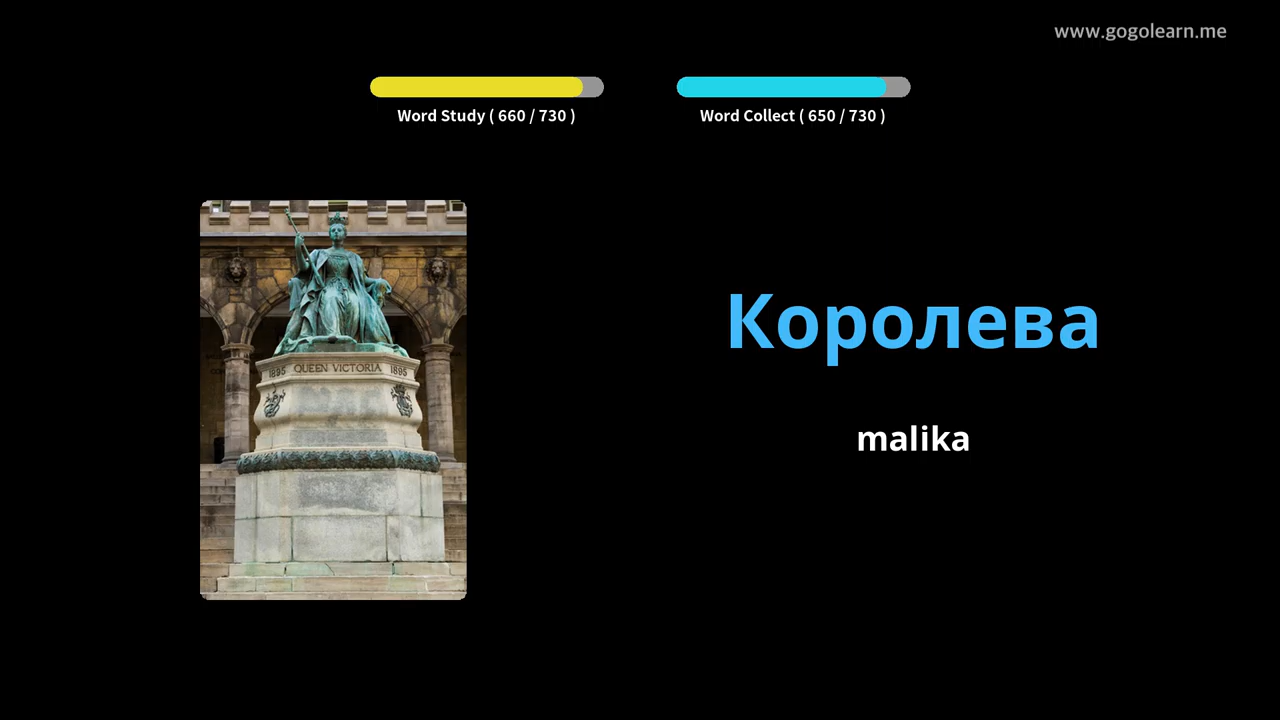 www.gogolearn.me
Word Study ( 660 / 730 )
Word Collect ( 650 / 730 )
1895 QUEEN VICTORIA 1895
Королева
malika